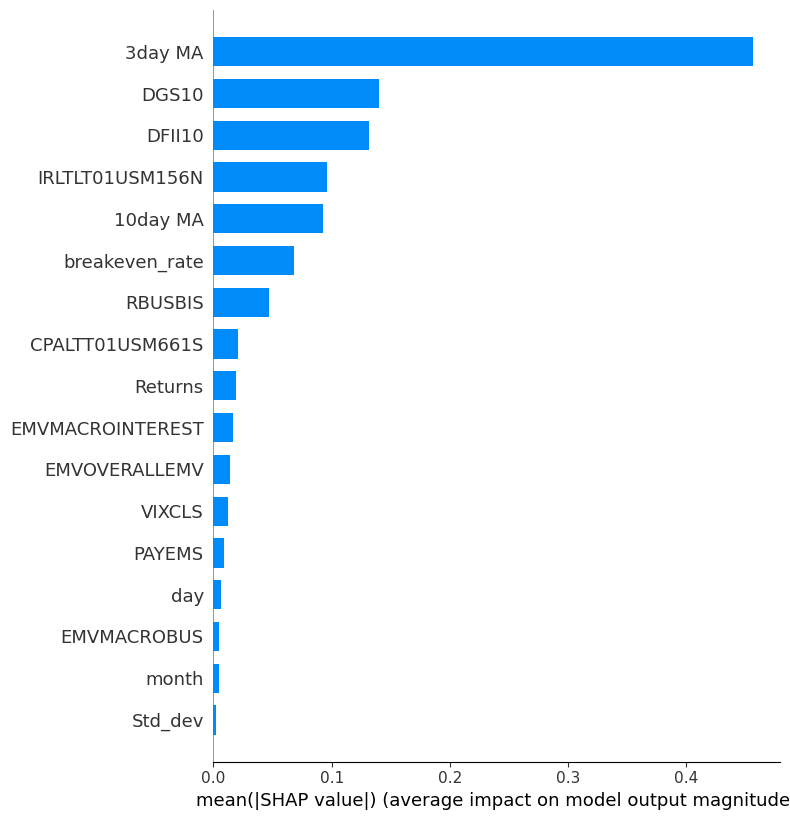 3day MA
DGS10
DFII10
IRLTLT01USM156N
10day MA
breakeven_rate
RBUSBIS
CPALTT01USM661S
Returns
EMVMACROINTEREST
EMVOVERALLEMV
VIXCLS
PAYEMS
day
EMVMACROBUS
month
Std_dev
0.0 0.1 0.2 0.3 0.4
mean(|SHAP value|) (average impact on model output magnitude